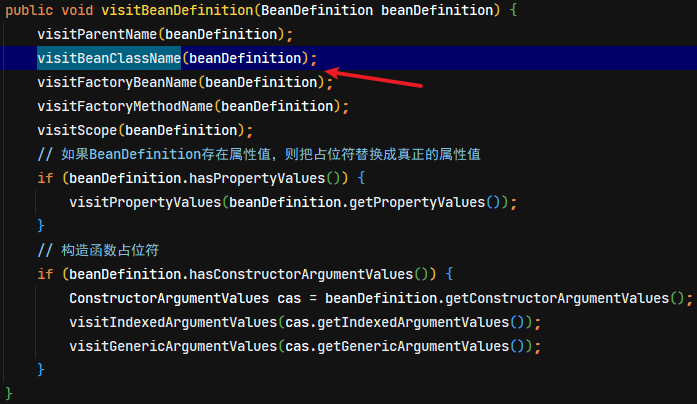 public void visitBeanDefinition(BeanDefinition beanDefinition) {
visitParentName(beanDefinition);
visitBeanClassName(beanDefinition);
visitFactoryBeanName(beanDefinition);
visitFactoryMethodName(beanDefinition);
visitScope(beanDefinition);
// 如果BeanDefinition存在属性值，则把占位符替换成真正的属性值
if (beanDefinition.hasPropertyValues()) {
visitPropertyValues(beanDefinition.getPropertyValues());
}
// 构造函数占位符
if (beanDefinition.hasConstructorArgumentValues()) {
ConstructorArgumentValues cas = beanDefinition.getConstructorArgumentValues();
visitIndexedArgumentValues(cas.getIndexedArgumentValues());
visitGenericArgumentValues(cas.getGenericArgumentValues());
}
}